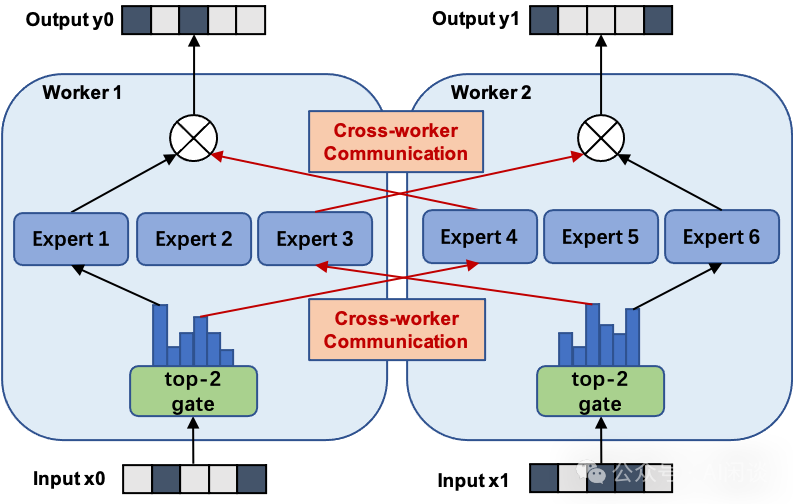 Output y0
Output y1
Worker 1
Worker 2
Cross-worker
Communication
Expert 1
Expert 2
Expert 3
Expert 4
Expert 5
Expert 6
Cross-worker
Communication
top-2
gate
top-2
gate
Input x0
Input x1
公众号